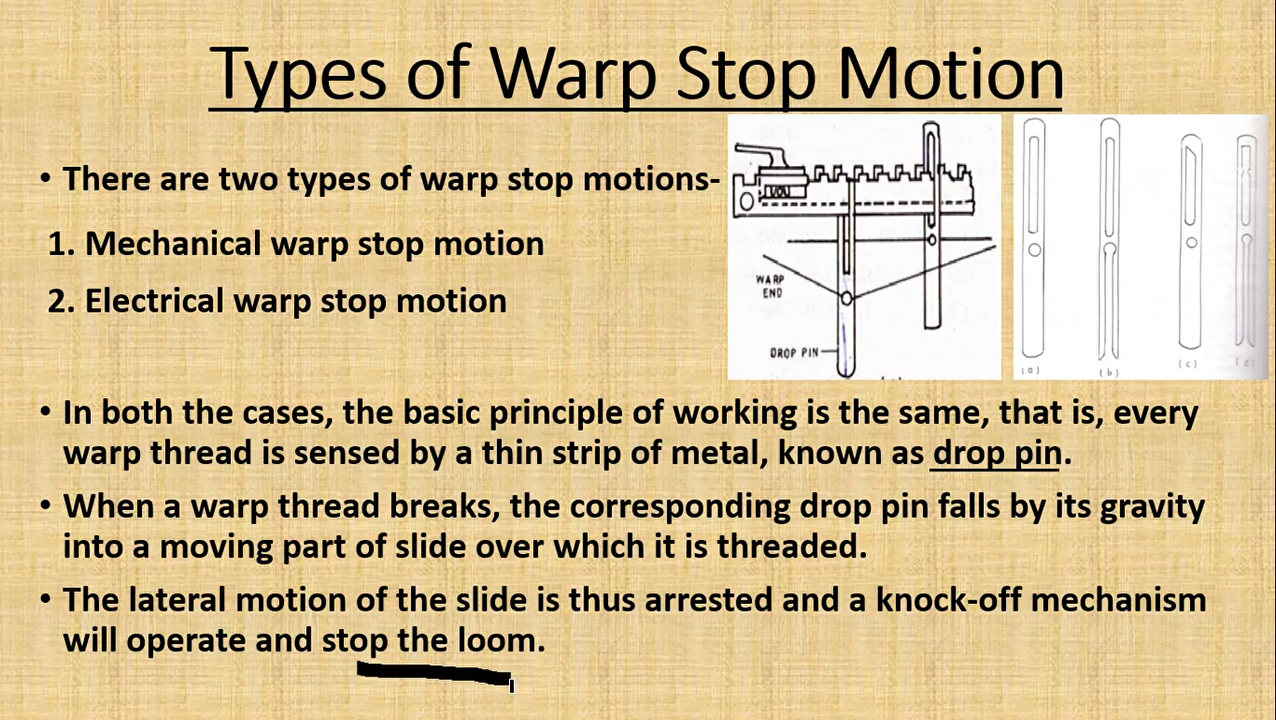 Types of Warp Stop Motion
• There are two types of warp stop motions-
1. Mechanical warp stop motion
2. Electrical warp stop motion
WARP
END
DROP PIN
(a)
(b)
(c)
(d)
• In both the cases, the basic principle of working is the same, that is, every
warp thread is sensed by a thin strip of metal, known as drop pin.
• When a warp thread breaks, the corresponding drop pin falls by its gravity
into a moving part of slide over which it is threaded.
• The lateral motion of the slide is thus arrested and a knock-off mechanism
will operate and stop the loom.